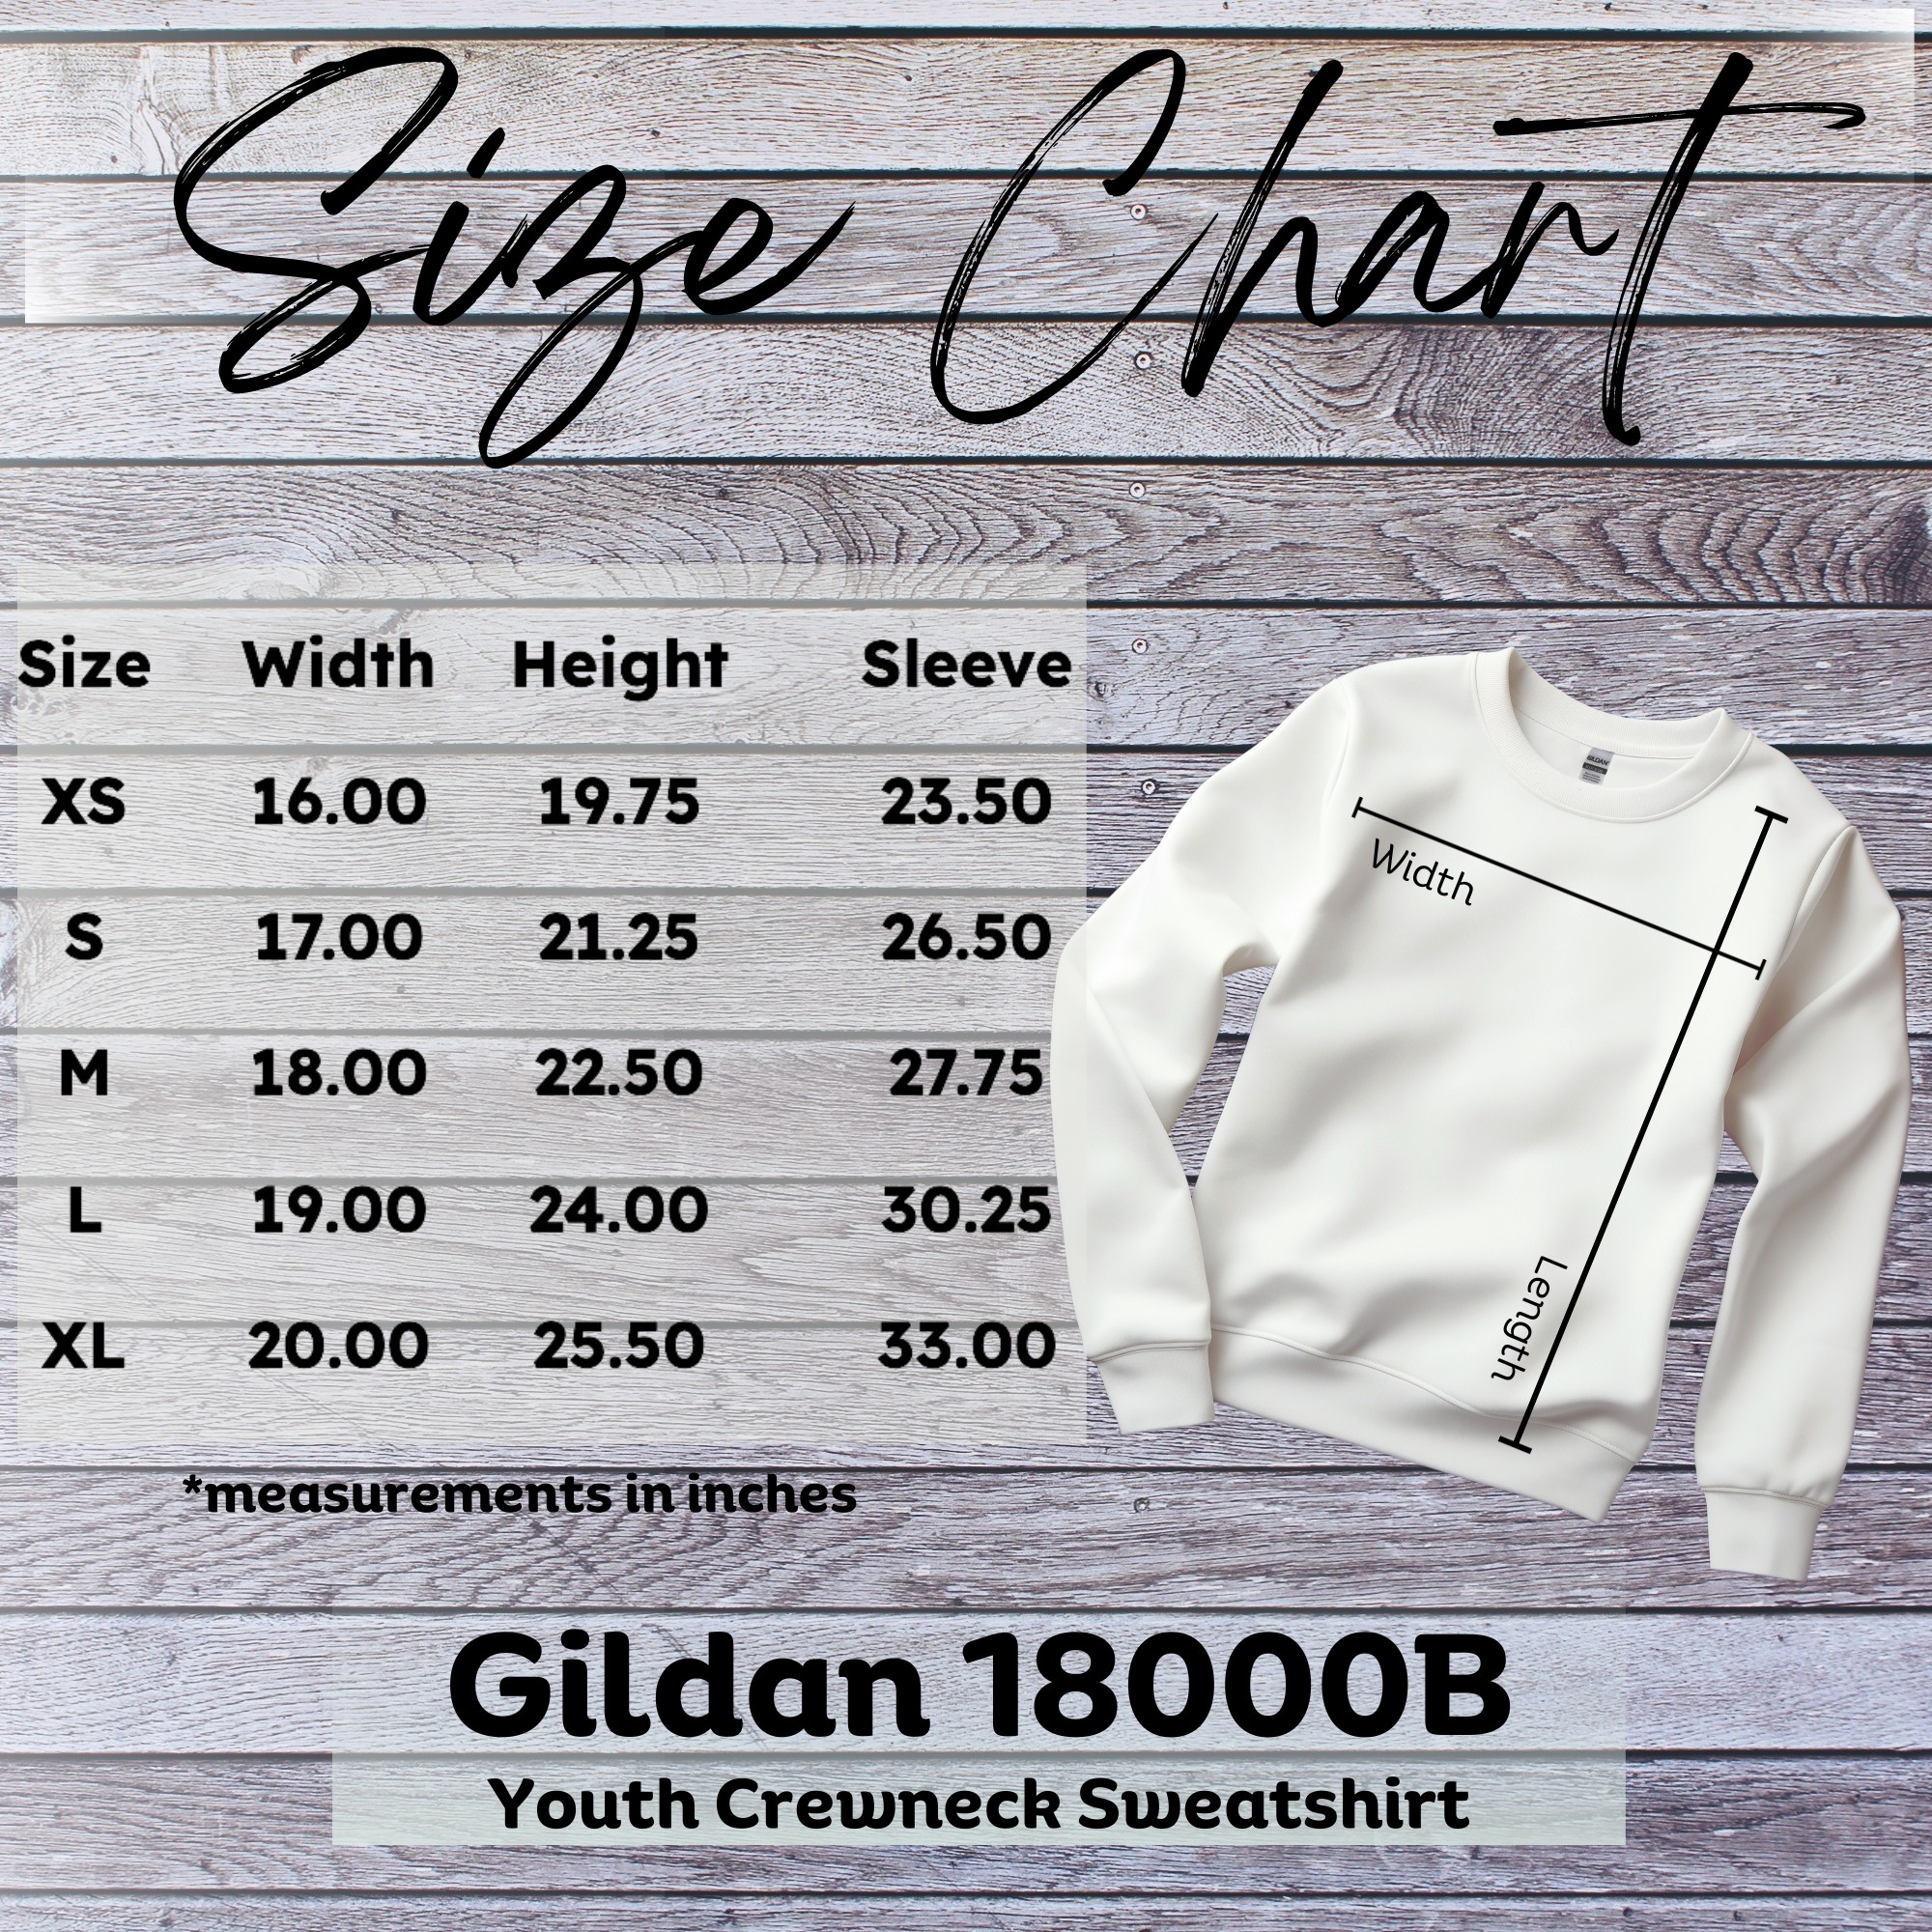 Size Chart
Size Width Height Sleeve
XS 16.00 19.75 23.50
S 17.00 21.25 26.50
M 18.00 22.50 27.75
L 19.00 24.00 30.25
XL 20.00 25.50 33.00
*measurements in inches
GILDAN
Width
Length
Gildan 18000B
Youth Crewneck Sweatshirt